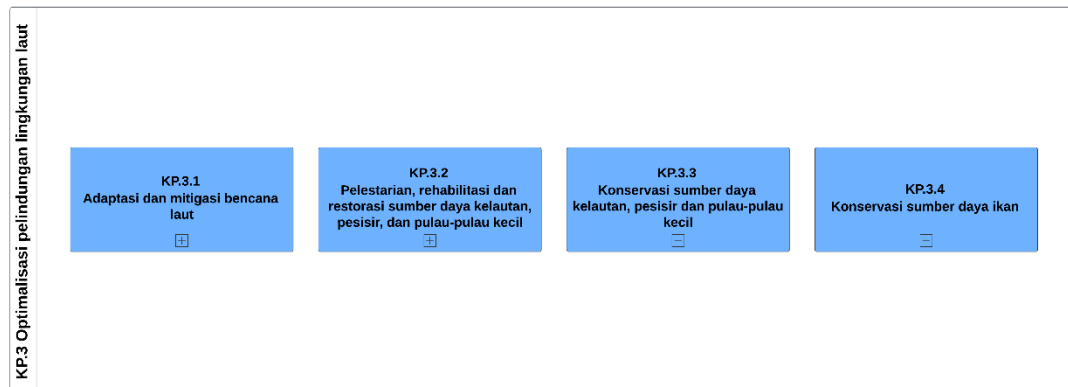 KP.3 Optimalisasi pelindungan lingkungan laut
KP.3.1
Adaptasi dan mitigasi bencana
laut
KP.3.2
Pelestarian, rehabilitasi dan
restorasi sumber daya kelautan,
pesisir, dan pulau-pulau kecil
KP.3.3
Konservasi sumber daya
kelautan, pesisir dan pulau-pulau
kecil
KP.3.4
Konservasi sumber daya ikan